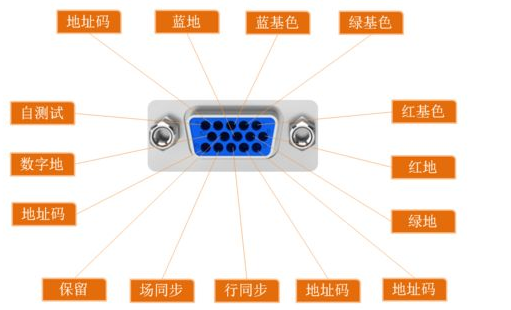 地址码
蓝地
蓝基色
绿基色
自测试
红基色
数字地
红地
地址码
绿地
保留
场同步
行同步
地址码
地址码